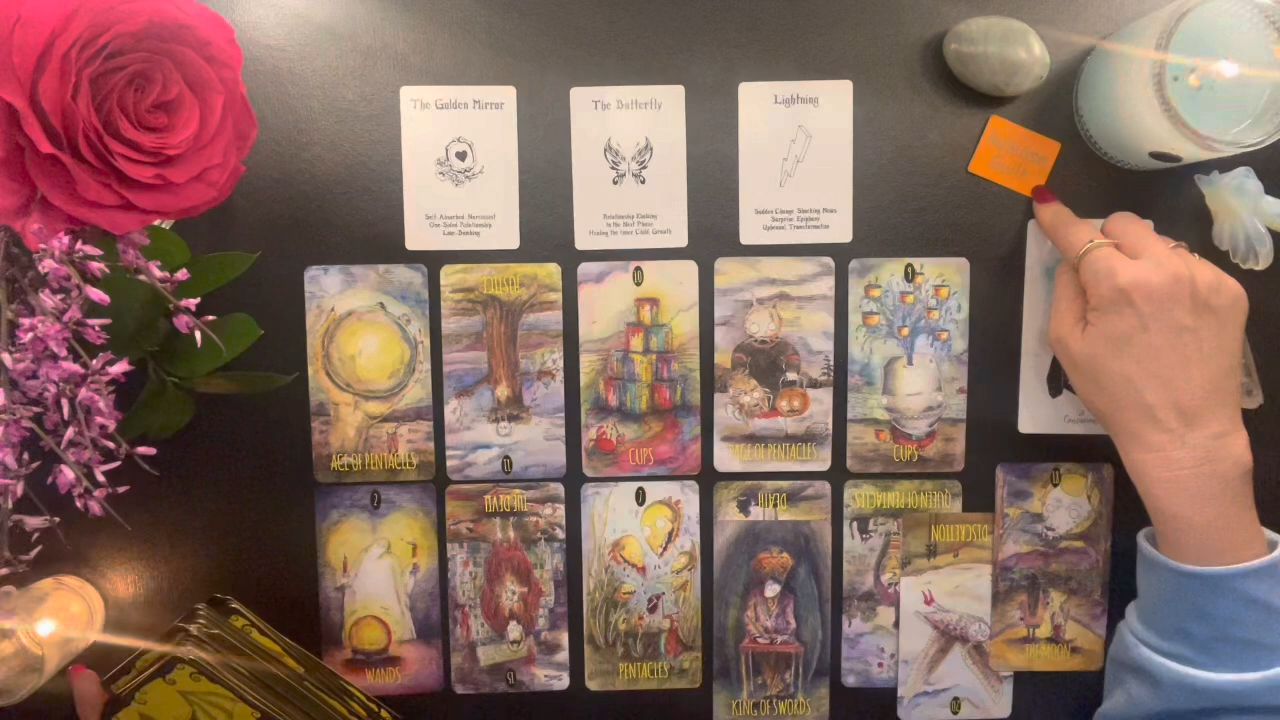 The Golden Mirror
Self-Absorbed Narcissist
One-Sided Relationship
Love-Bombing
The Butterfly
Relationship Evolving
to the Next Phase
Healing the Inner Child Growth
Lightning
Sudden Change Shocking News
Surprise Epiphany
Upheaval Transformation
ACE OF PENTACLES
JUSTICE
11
10
CUPS
PAGE OF PENTACLES
9
CUPS
2
WANDS
THE DEVIL
15
7
PENTACLES
DEATH
KING OF SWORDS
QUEEN OF PENTACLES
DISCRETION
20
THE MOON